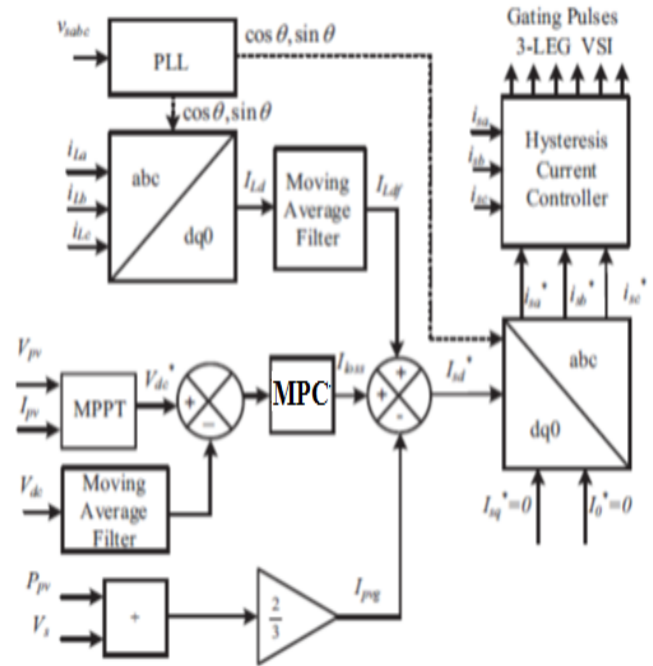 Gating Pulses
3-LEG VSI
v_sabc
PLL
cos θ, sin θ
cos θ, sin θ
i_La
i_Lb
i_Lc
abc
dq0
I_Ld
Moving
Average
Filter
I_Ldf
i_sa
i_sb
i_sc
Hysteresis
Current
Controller
i_sa*
i_sb*
i_sc*
V_pv
I_pv
MPPT
V_dc*
+
−
MPC
I_loss
+
+
-
I_sd*
abc
dq0
I_sq*=0
I_0*=0
V_dc
Moving
Average
Filter
P_pv
V_s
÷
2
3
I_pvg